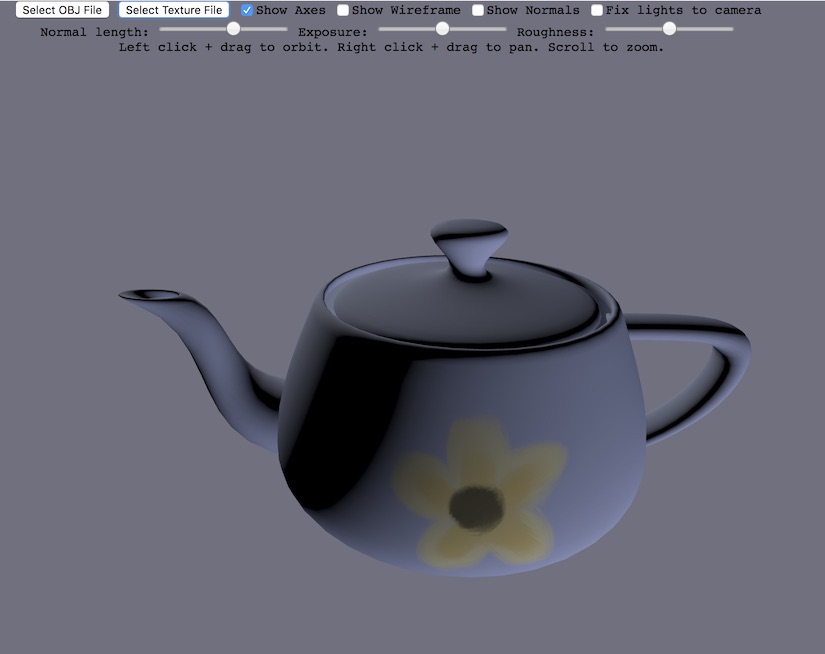 Select OBJ File Select Texture File Show Axes Show Wireframe Show Normals Fix lights to camera
Normal length: Exposure: Roughness:
Left click + drag to orbit. Right click + drag to pan. Scroll to zoom.